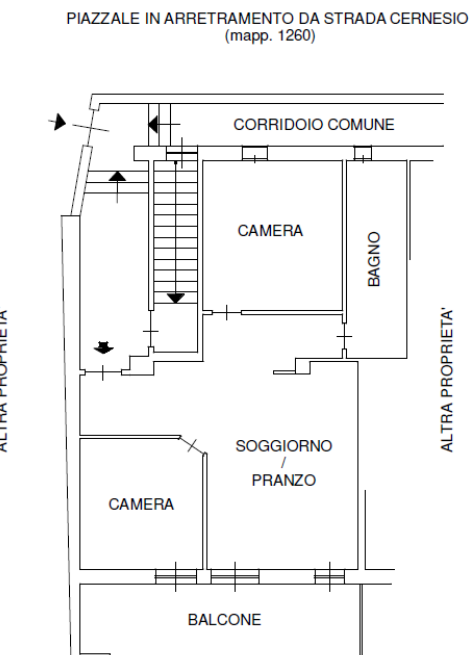 PIAZZALE IN ARRETRAMENTO DA STRADA CERNESIO
(mapp. 1260)
CORRIDOIO COMUNE
CAMERA
BAGNO
ALTRA PROPRIETA'
ALTRA PROPRIETA'
SOGGIORNO
/
PRANZO
CAMERA
BALCONE